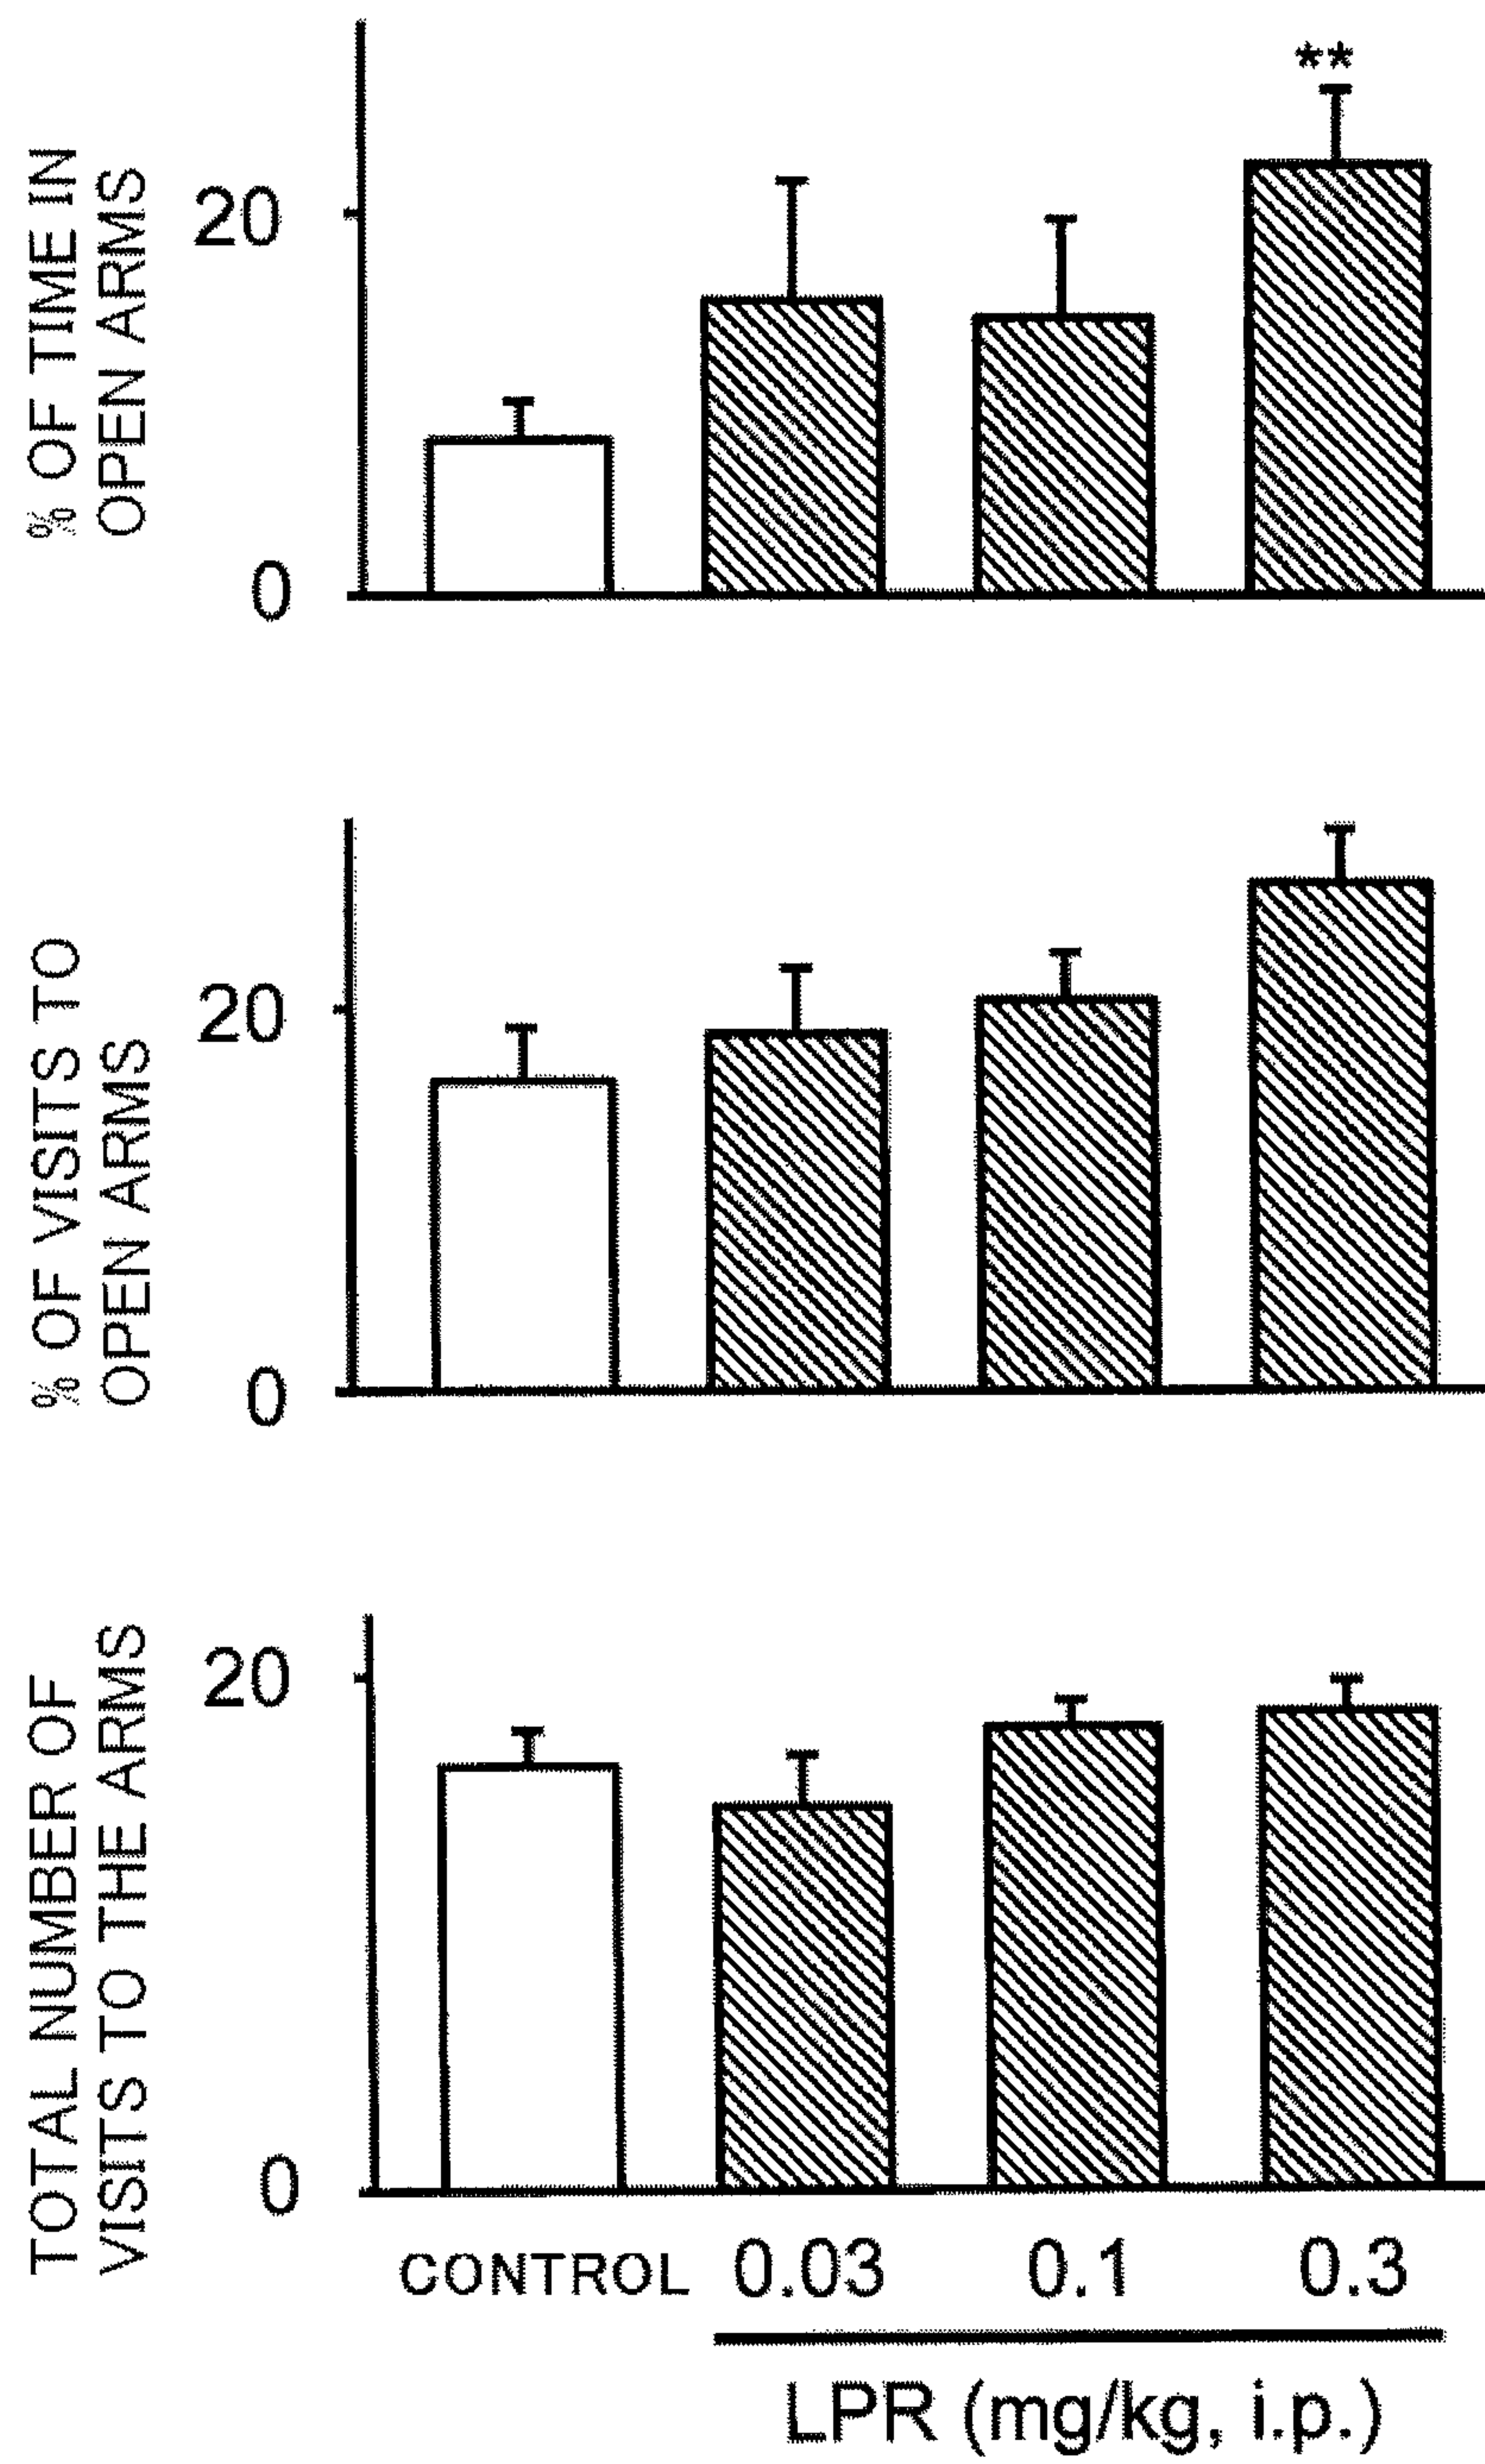 % OF TIME IN
OPEN ARMS
20
0
**
% OF VISITS TO
OPEN ARMS
20
0
TOTAL NUMBER OF
VISITS TO THE ARMS
20
0
CONTROL 0.03 0.1 0.3
LPR (mg/kg, i.p.)